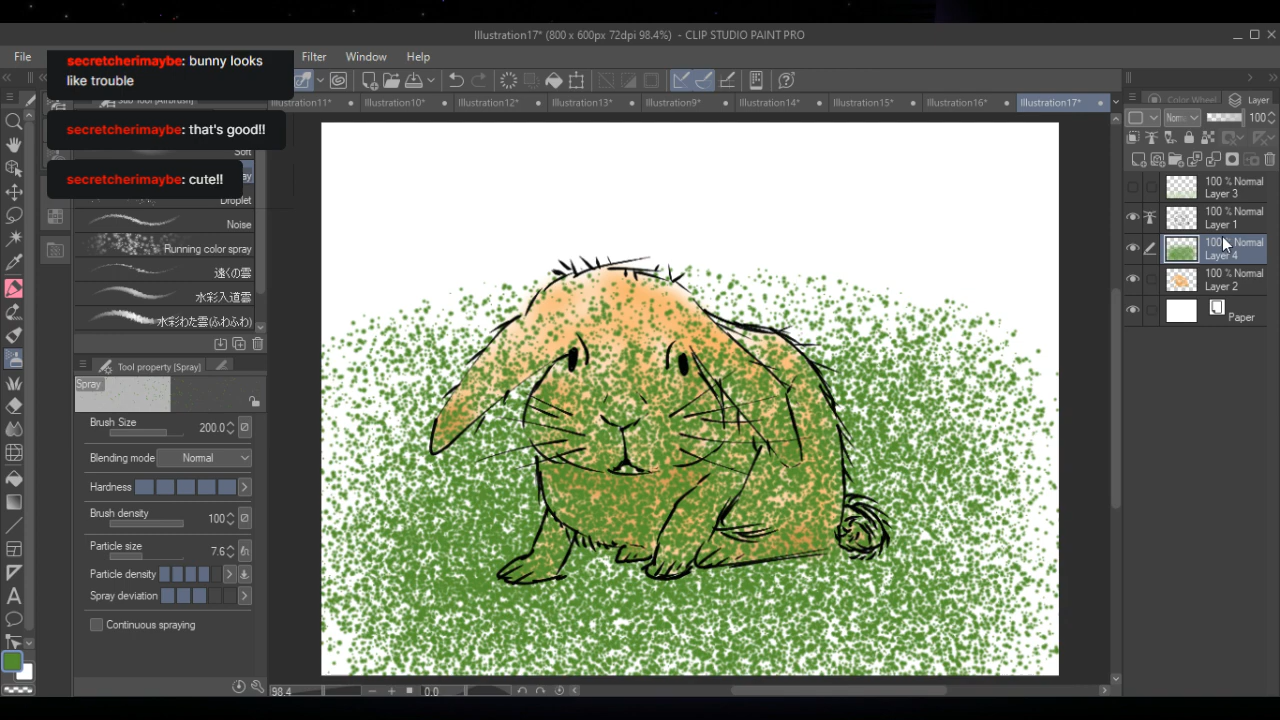 Illustration17* (800 x 600px 72dpi 98.4%) - CLIP STUDIO PAINT PRO
File Filter Window Help
secretcherimaybe: bunny looks
like trouble
secretcherimaybe: that's good!!
secretcherimaybe: cute!!
Illustration11* Illustration10* Illustration12* Illustration13* Illustration9* Illustration14* Illustration15* Illustration16* Illustration17*
Color Wheel Layer
100
100 % Normal
Layer 3
100 % Normal
Layer 1
100 % Normal
Layer 4
100 % Normal
Layer 2
Paper
Sub Tool [Airbrush]
Soft
Droplet
Noise
Running color spray
遠くの雲
水彩入道雲
水彩わた雲(ふわふわ)
Tool property [Spray]
Spray
Brush Size 200.0
Blending mode Normal
Hardness
Brush density 100
Particle size 7.6
Particle density
Spray deviation
Continuous spraying
98.4 0.0